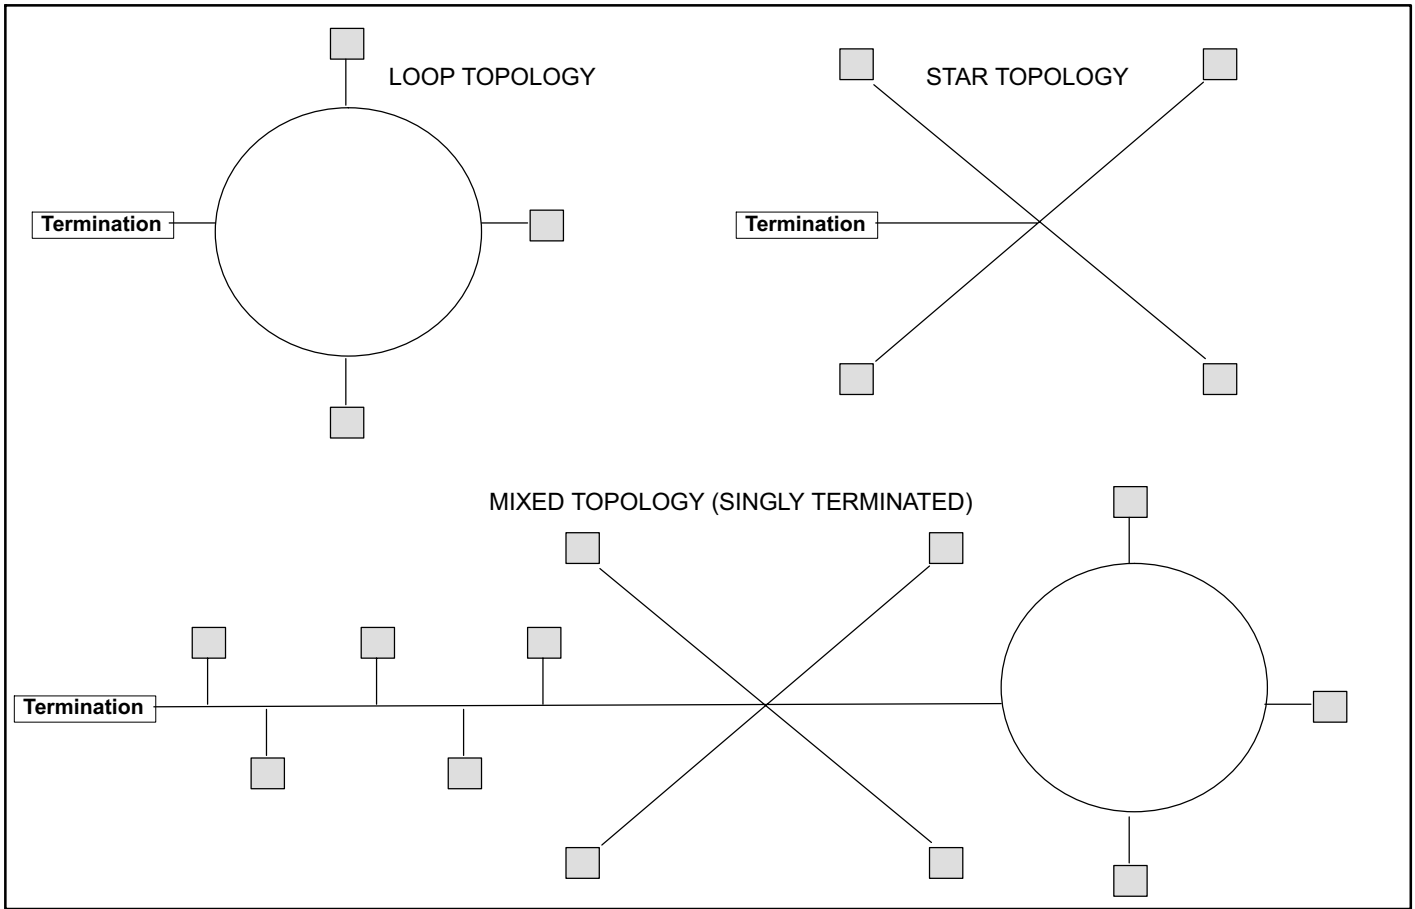 LOOP TOPOLOGY
STAR TOPOLOGY
Termination
Termination
MIXED TOPOLOGY (SINGLY TERMINATED)
Termination